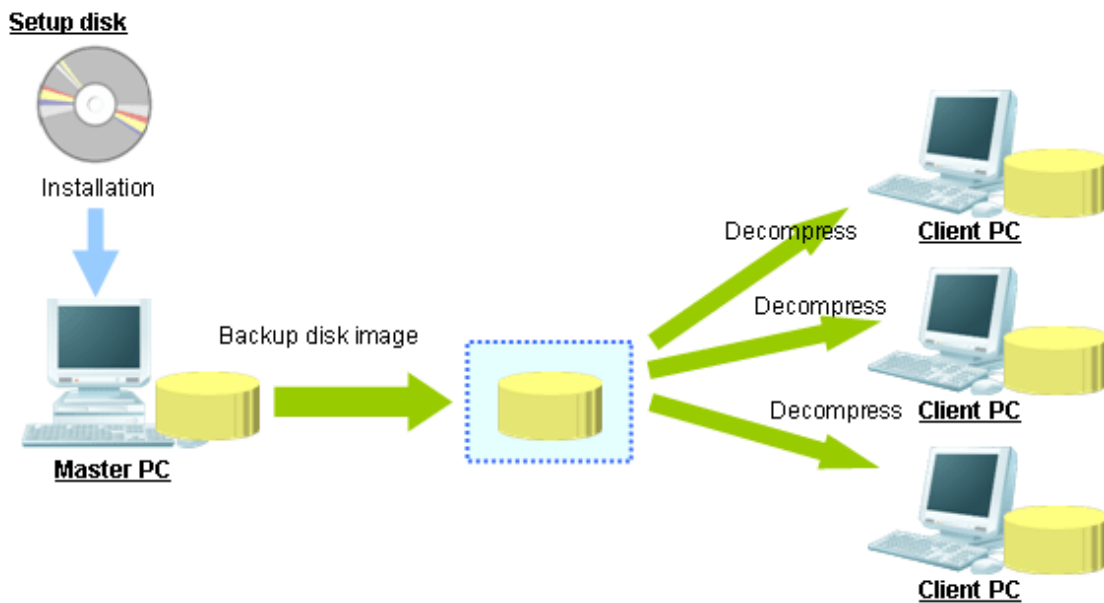 Setup disk
Installation
Master PC
Backup disk image
Decompress
Client PC
Decompress
Client PC
Decompress
Client PC